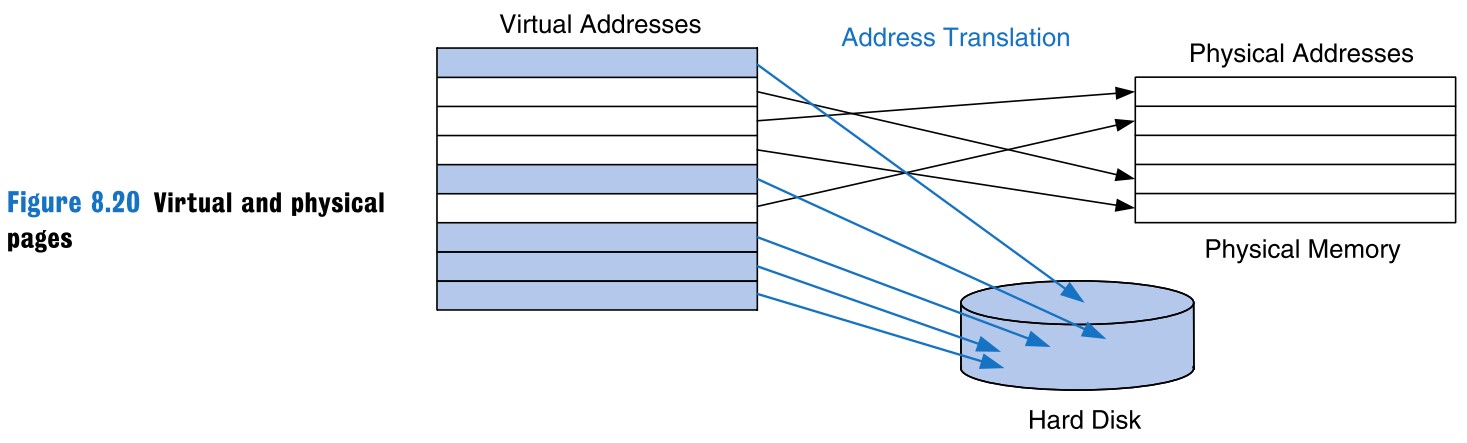 Virtual Addresses
Address Translation
Physical Addresses
Figure 8.20 Virtual and physical
pages
Physical Memory
Hard Disk